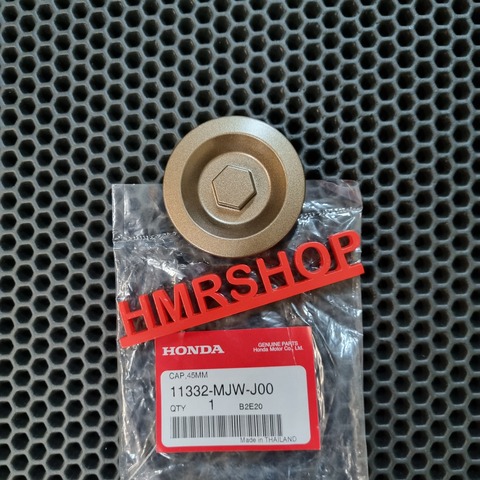 HMRSHOP
HONDA
GENUINE PARTS
Honda Motor Co., Ltd.
CAP.45MM
11332-MJW-J00
QTY 1 B2E20
Made in THAILAND